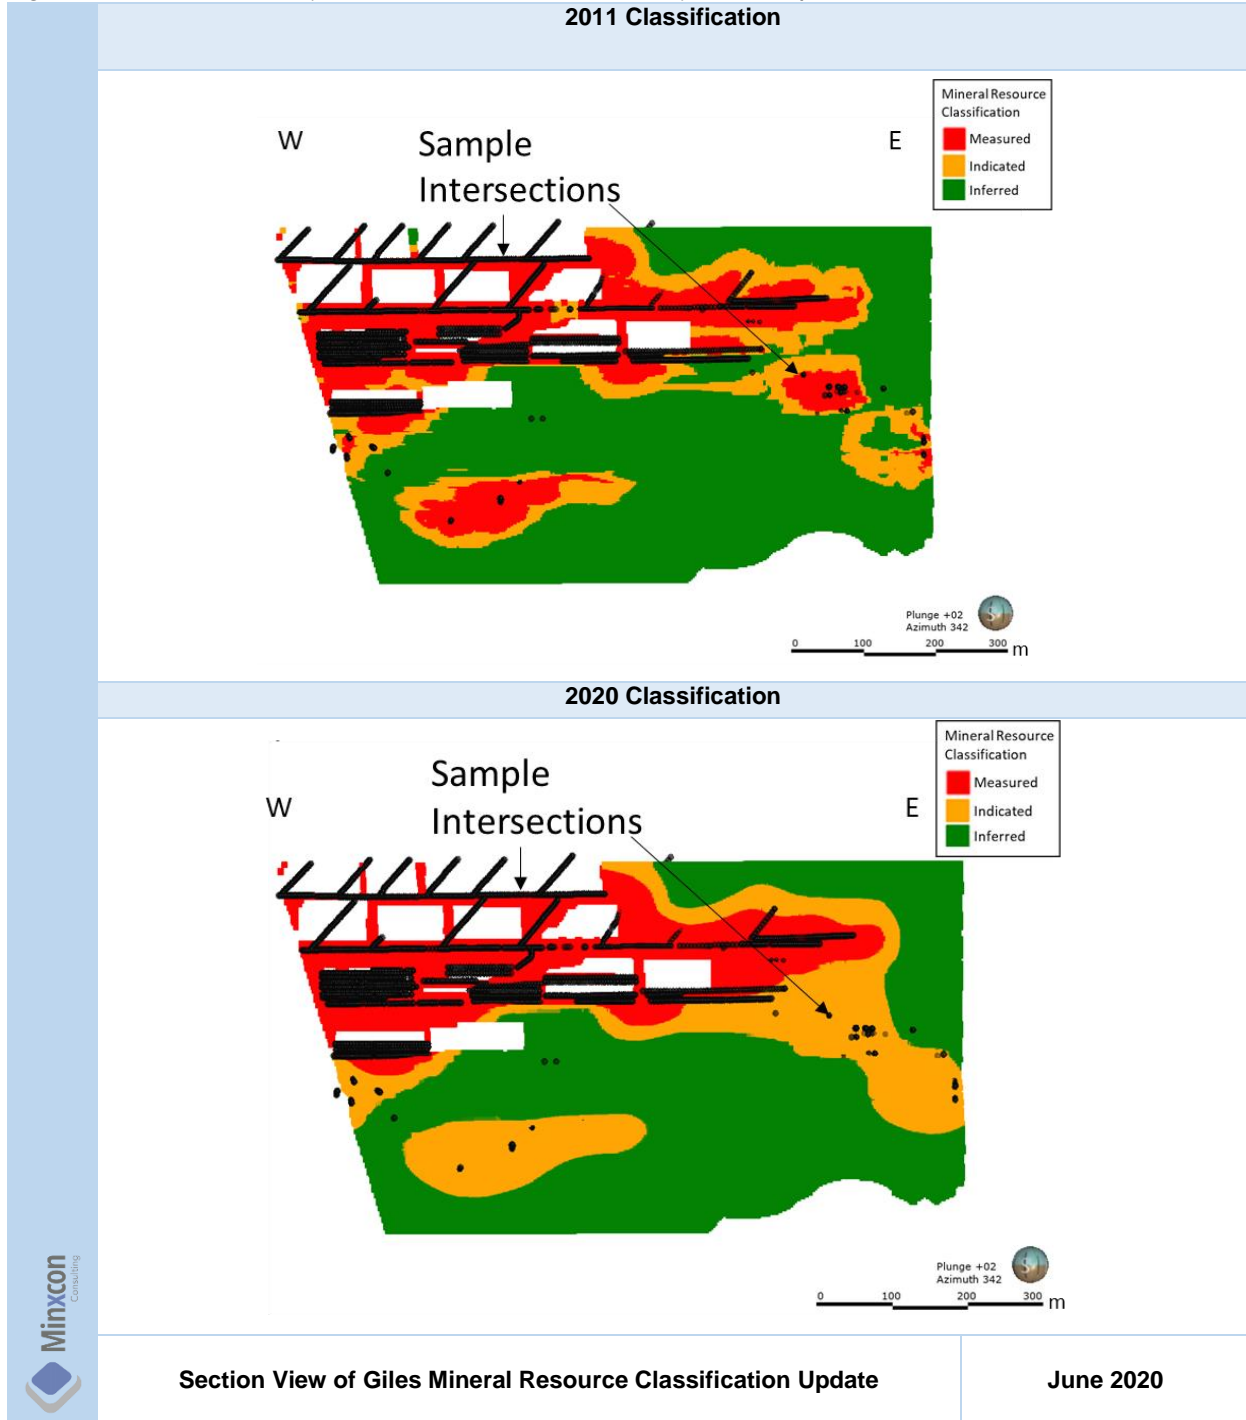 2011 Classification
Mineral Resource
Classification
Measured
Indicated
Inferred
W
Sample
Intersections
E
Plunge +02
Azimuth 342
0 100 200 300 m
2020 Classification
Mineral Resource
Classification
Measured
Indicated
Inferred
W
Sample
Intersections
E
Plunge +02
Azimuth 342
0 100 200 300 m
Minxcon
Consulting
Section View of Giles Mineral Resource Classification Update
June 2020